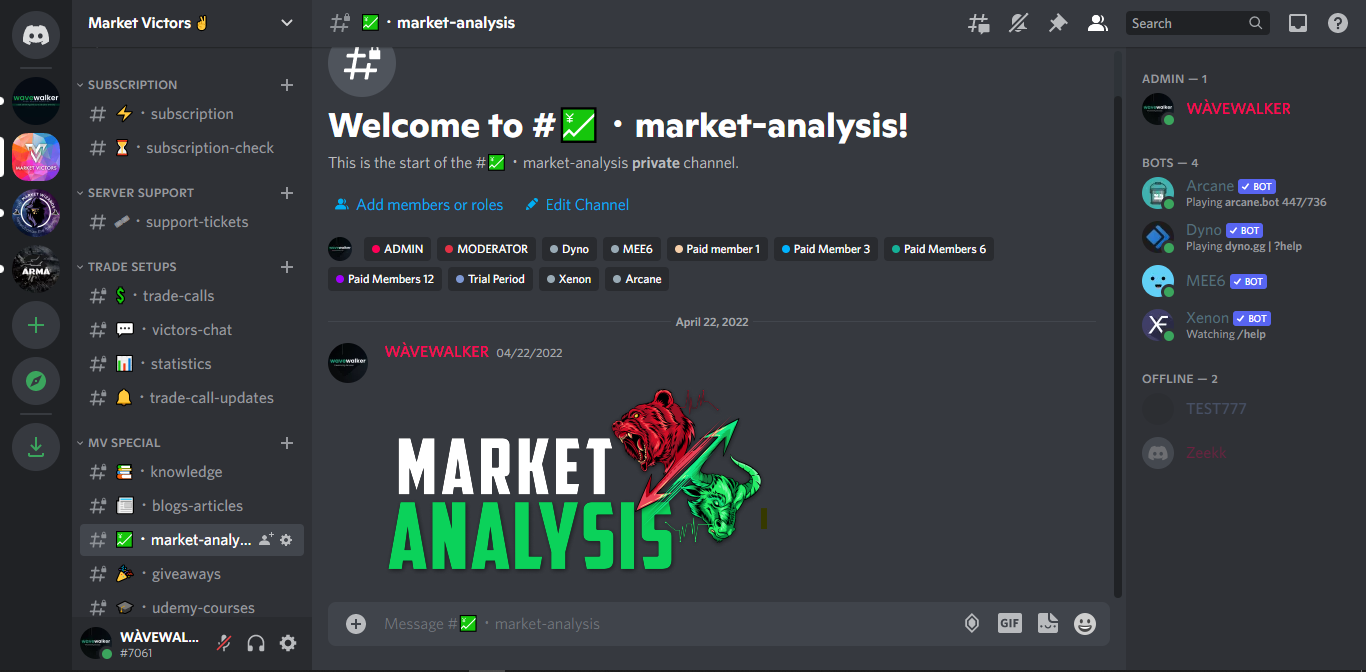 Market Victors ✌
SUBSCRIPTION
⚡・subscription
⏳・subscription-check
SERVER SUPPORT
・support-tickets
TRADE SETUPS
💲・trade-calls
💬・victors-chat
📊・statistics
🔔・trade-call-updates
MV SPECIAL
📚・knowledge
・blogs-articles
💹・market-analy...
🎉・giveaways
🎓・udemy-courses
WÀVEWAL...
#7061
wavewalker
MARKET VICTORS
ARMA
💹・market-analysis
Search
Welcome to #💹・market-analysis!
This is the start of the #💹・market-analysis private channel.
Add members or roles
Edit Channel
ADMIN
MODERATOR
Dyno
MEE6
Paid member 1
Paid Member 3
Paid Members 6
Paid Members 12
Trial Period
Xenon
Arcane
April 22, 2022
WÀVEWALKER 04/22/2022
MARKET
ANALYSIS
Message #💹・market-analysis
GIF
ADMIN — 1
WÀVEWALKER
BOTS — 4
Arcane ✓ BOT
Playing arcane.bot 447/736
Dyno ✓ BOT
Playing dyno.gg | ?help
MEE6 ✓ BOT
Xenon ✓ BOT
Watching /help
OFFLINE — 2
TEST777
Zeekk